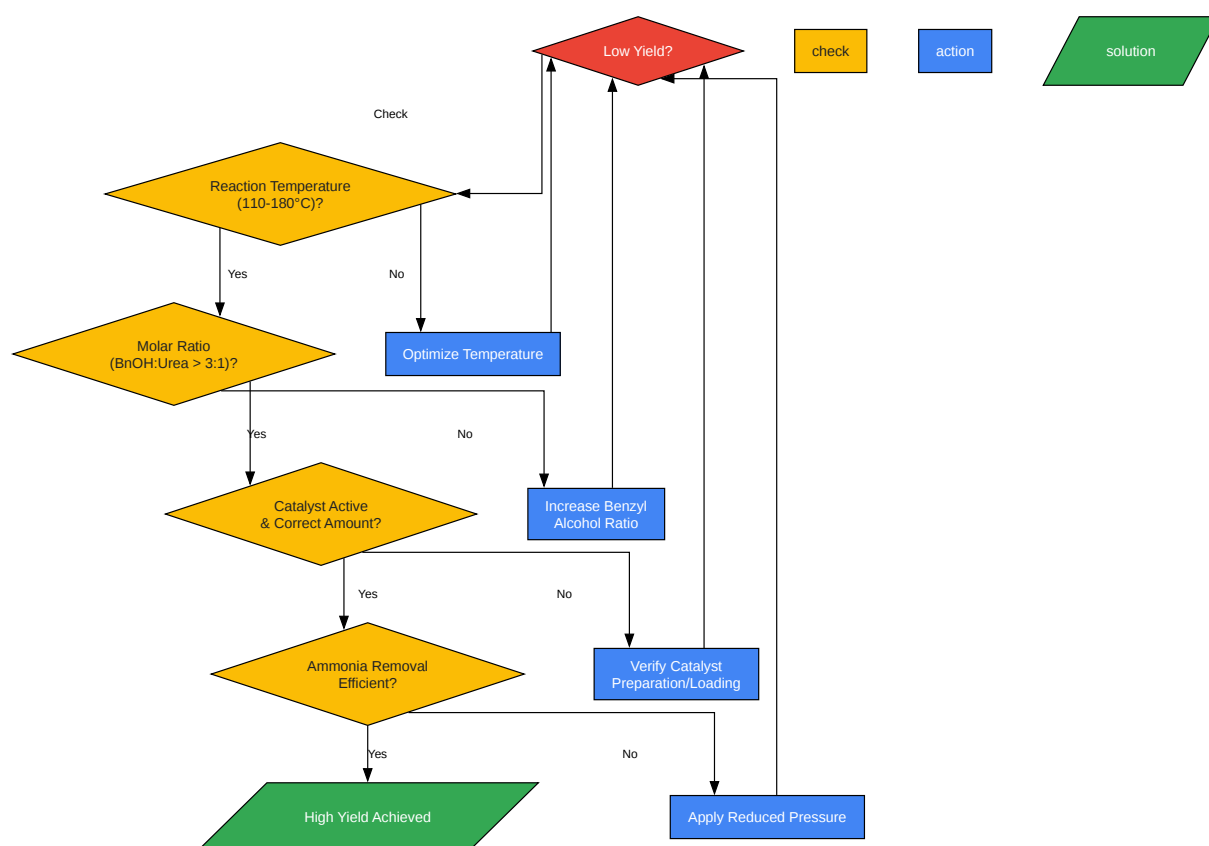 Low Yield?
check
action
solution
Check
Reaction Temperature
(110-180°C)?
Yes
No
Molar Ratio
(BnOH:Urea > 3:1)?
Optimize Temperature
Yes
No
Catalyst Active
& Correct Amount?
Increase Benzyl
Alcohol Ratio
Yes
No
Ammonia Removal
Efficient?
Verify Catalyst
Preparation/Loading
Yes
No
High Yield Achieved
Apply Reduced Pressure